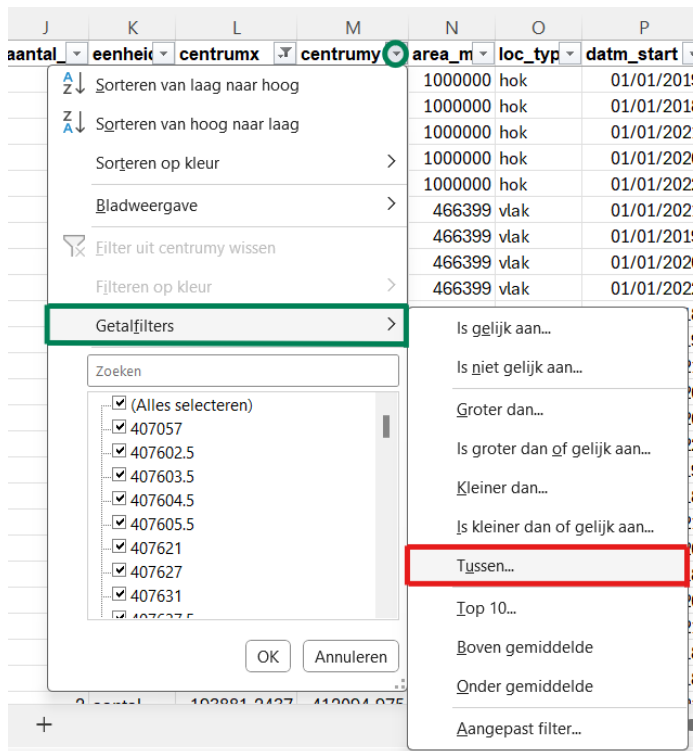 J K L M N O P
aantal_ eenheid centrumx centrumy area_m loc_typ datm_start
Sorteren van laag naar hoog
Sorteren van hoog naar laag
Sorteren op kleur
Bladweergave
Filter uit centrumy wissen
Filteren op kleur
Getalfilters
Zoeken
(Alles selecteren)
407057
407602.5
407603.5
407604.5
407605.5
407621
407627
407631
OK Annuleren
1000000 hok 01/01/2019
1000000 hok 01/01/2018
1000000 hok 01/01/202
1000000 hok 01/01/2020
1000000 hok 01/01/2022
466399 vlak 01/01/202
466399 vlak 01/01/2019
466399 vlak 01/01/2020
466399 vlak 01/01/2022
Is gelijk aan...
Is niet gelijk aan...
Groter dan...
Is groter dan of gelijk aan...
Kleiner dan...
Is kleiner dan of gelijk aan...
Tussen...
Top 10...
Boven gemiddelde
Onder gemiddelde
Aangepast filter...